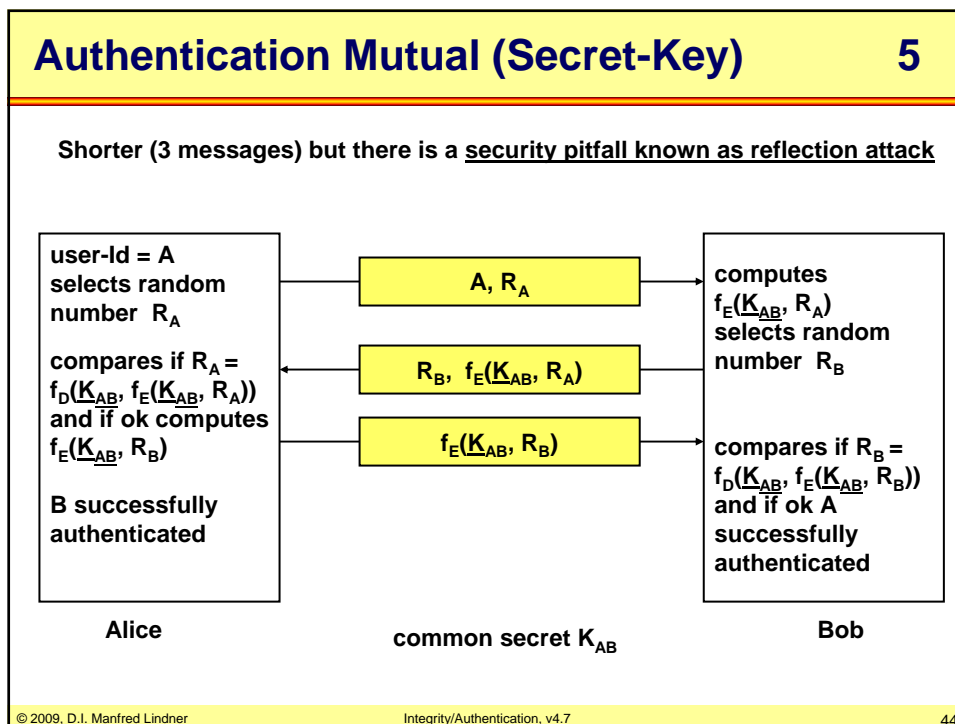 Authentication Mutual (Secret-Key) 5
Shorter (3 messages) but there is a security pitfall known as reflection attack
user-Id = A
selects random
number R_A
compares if R_A =
f_D(K_AB, f_E(K_AB, R_A))
and if ok computes
f_E(K_AB, R_B)
B successfully
authenticated
A, R_A
R_B, f_E(K_AB, R_A)
f_E(K_AB, R_B)
computes
f_E(K_AB, R_A)
selects random
number R_B
compares if R_B =
f_D(K_AB, f_E(K_AB, R_B))
and if ok A
successfully
authenticated
Alice
common secret K_AB
Bob
© 2009, D.I. Manfred Lindner
Integrity/Authentication, v4.7
44